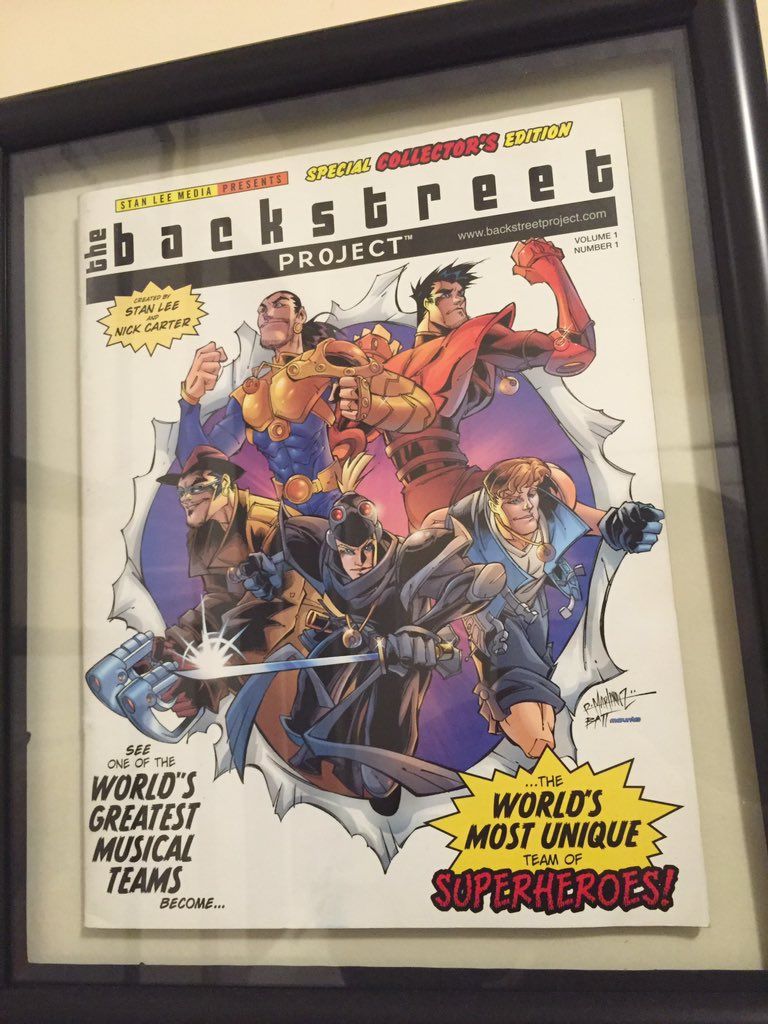 SPECIAL COLLECTOR'S EDITION
STAN LEE MEDIA PRESENTS
the backstreet
PROJECT™
www.backstreetproject.com
VOLUME 1
NUMBER 1
CREATED BY
STAN LEE
AND
NICK CARTER
BATT
SEE
ONE OF THE
WORLD"S
GREATEST
MUSICAL
TEAMS
BECOME...
...THE
WORLD'S
MOST UNIQUE
TEAM OF
SUPERHEROES!